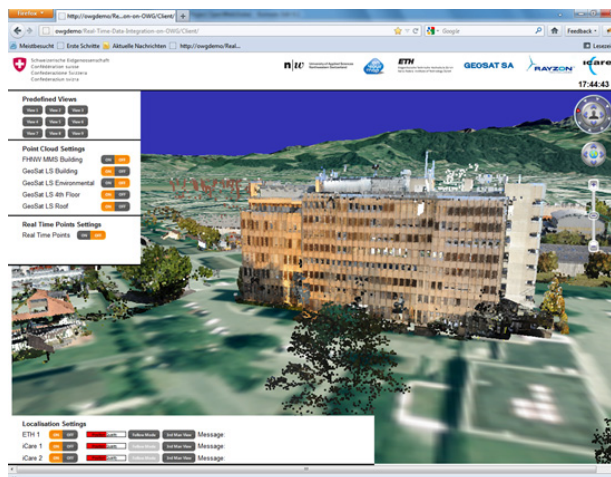 Firefox
http://owgdemo/Re...on-on-OWG/Client/
owgdemo/Real-Time-Data-Integration-on-OWG/Client/
Google
Feedback
Meistbesucht
Erste Schritte
Aktuelle Nachrichten
http://owgdemo/Real...
Schweizerische Eidgenossenschaft
Confédération suisse
Confederazione Svizzera
Confederaziun svizra
n|w
University of Applied Sciences
Northwestern Switzerland
ETH
GEOSAT SA
RAYZON
icare
17:44:43
Predefined Views
View 1 View 2 View 3
View 4 View 5 View 6
View 7 View 8 View 9
Point Cloud Settings
FHNW MMS Building ON OFF
GeoSat LS Building ON OFF
GeoSat LS Environmental ON OFF
GeoSat LS 4th Floor ON OFF
GeoSat LS Roof ON OFF
Real Time Points Settings
Real Time Points ON OFF
Localisation Settings
ETH 1 ON OFF Follow Mode 3rd Man View Message:
iCare 1 ON OFF Follow Mode 3rd Man View Message:
iCare 2 ON OFF Follow Mode 3rd Man View Message: